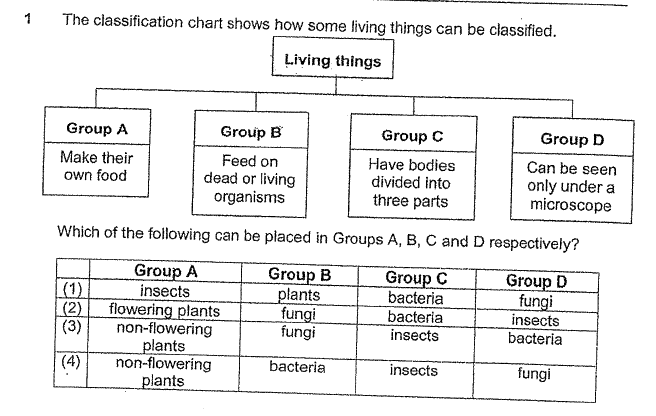 1 The classification chart shows how some living things can be classified.
Living things
Group A
Make their
own food
Group B
Feed on
dead or living
organisms
Group C
Have bodies
divided into
three parts
Group D
Can be seen
only under a
microscope
Which of the following can be placed in Groups A, B, C and D respectively?
Group A Group B Group C Group D
(1) insects plants bacteria fungi
(2) flowering plants fungi bacteria insects
(3) non-flowering fungi insects bacteria
plants
(4) non-flowering bacteria insects fungi
plants